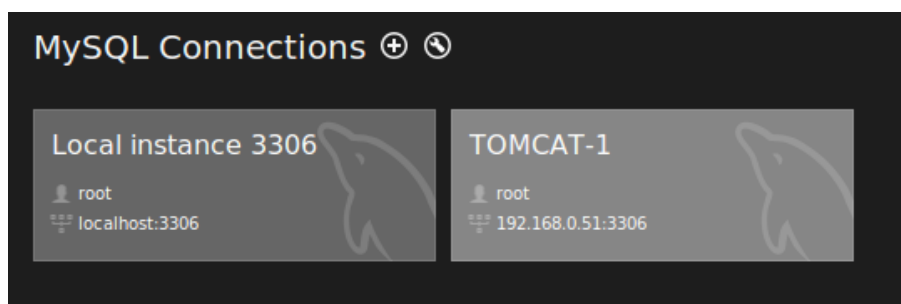 MySQL Connections
Local instance 3306
root
localhost:3306
TOMCAT-1
root
192.168.0.51:3306